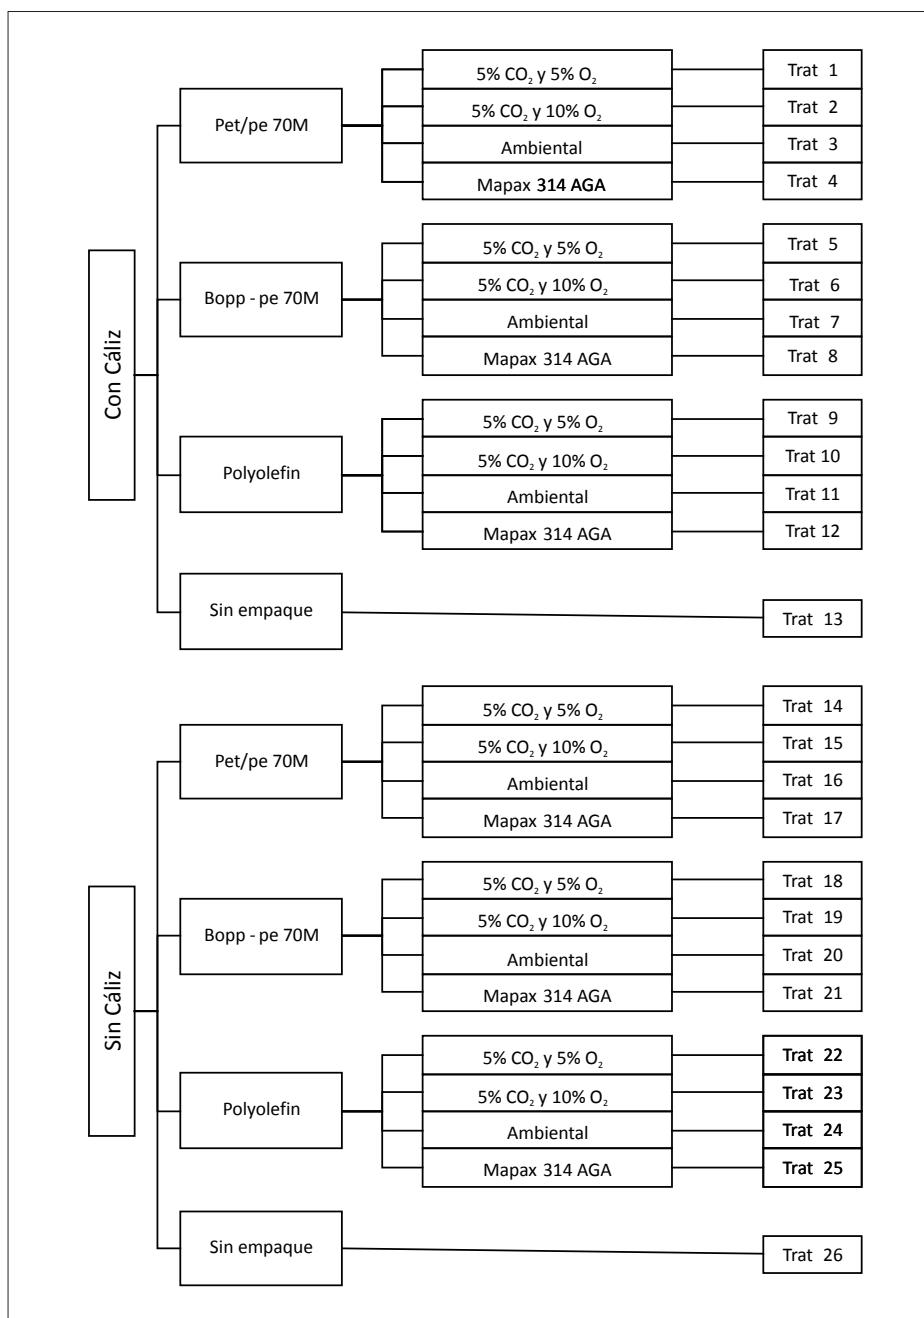 Con Cáliz
Pet/pe 70M
5% CO₂ y 5% O₂
Trat 1
5% CO₂ y 10% O₂
Trat 2
Ambiental
Trat 3
Mapax 314 AGA
Trat 4
Bopp - pe 70M
5% CO₂ y 5% O₂
Trat 5
5% CO₂ y 10% O₂
Trat 6
Ambiental
Trat 7
Mapax 314 AGA
Trat 8
Polyolefin
5% CO₂ y 5% O₂
Trat 9
5% CO₂ y 10% O₂
Trat 10
Ambiental
Trat 11
Mapax 314 AGA
Trat 12
Sin empaque
Trat 13
Sin Cáliz
Pet/pe 70M
5% CO₂ y 5% O₂
Trat 14
5% CO₂ y 10% O₂
Trat 15
Ambiental
Trat 16
Mapax 314 AGA
Trat 17
Bopp - pe 70M
5% CO₂ y 5% O₂
Trat 18
5% CO₂ y 10% O₂
Trat 19
Ambiental
Trat 20
Mapax 314 AGA
Trat 21
Polyolefin
5% CO₂ y 5% O₂
Trat 22
5% CO₂ y 10% O₂
Trat 23
Ambiental
Trat 24
Mapax 314 AGA
Trat 25
Sin empaque
Trat 26